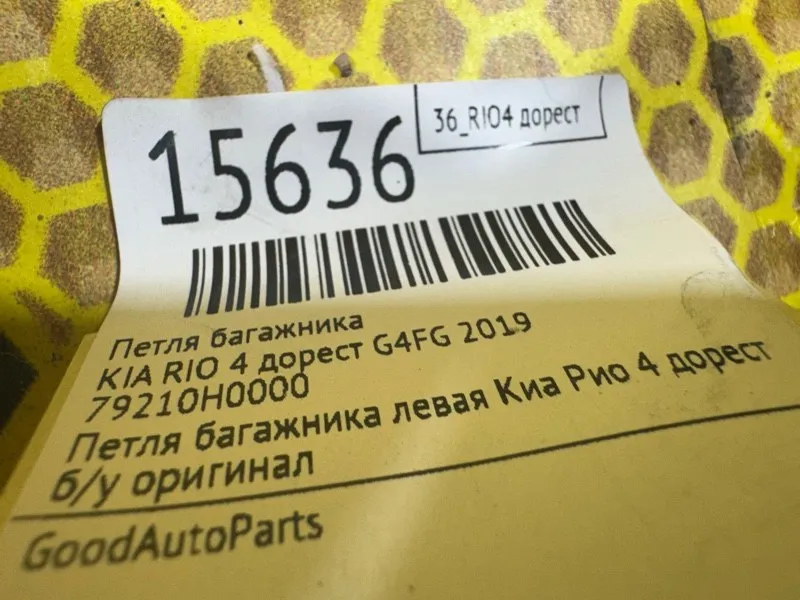 36_RIO4 дорест
15636
Петля багажника
KIA RIO 4 дорест G4FG 2019
79210H0000
Петля багажника левая Киа Рио 4 дорест
б/у оригинал
GoodAutoParts